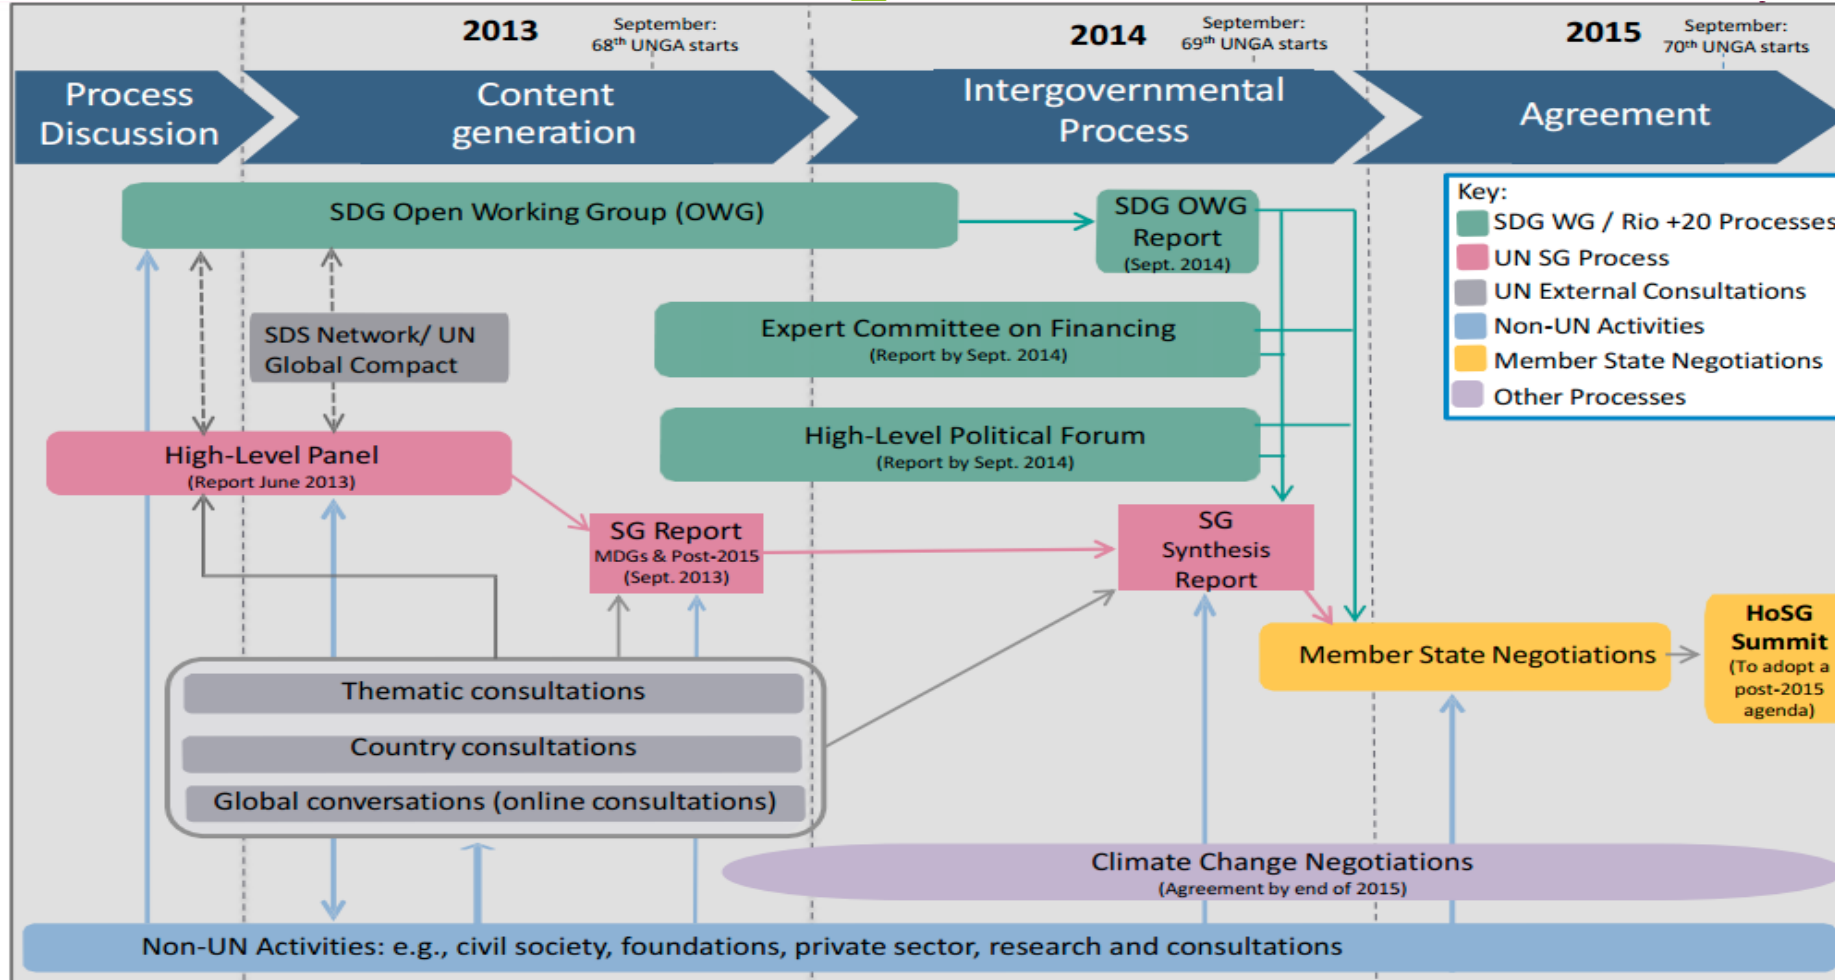 2013
September:
68th UNGA starts
2014
September:
69th UNGA starts
2015
September:
70th UNGA starts
Process
Discussion
Content
generation
Intergovernmental
Process
Agreement
SDG Open Working Group (OWG)
SDG OWG
Report
(Sept. 2014)
Key:
SDG WG / Rio +20 Processes
UN SG Process
UN External Consultations
Non-UN Activities
Member State Negotiations
Other Processes
SDS Network/ UN
Global Compact
Expert Committee on Financing
(Report by Sept. 2014)
High-Level Political Forum
(Report by Sept. 2014)
High-Level Panel
(Report June 2013)
SG Report
MDGs & Post-2015
(Sept. 2013)
SG
Synthesis
Report
Member State Negotiations
HoSG
Summit
(To adopt a
post-2015
agenda)
Thematic consultations
Country consultations
Global conversations (online consultations)
Climate Change Negotiations
(Agreement by end of 2015)
Non-UN Activities: e.g., civil society, foundations, private sector, research and consultations